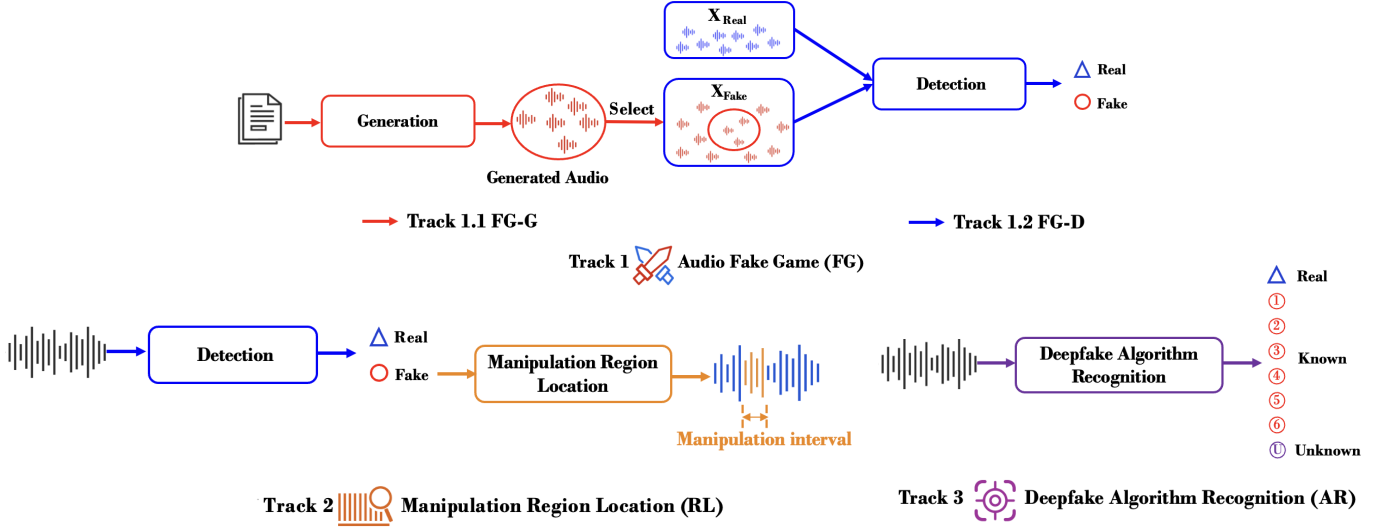 X Real
X Fake
Generation
Select
Detection
Real
Fake
Generated Audio
Track 1.1 FG-G
Track 1.2 FG-D
Track 1 Audio Fake Game (FG)
Detection
Real
Fake
Manipulation Region
Location
Manipulation interval
Deepfake Algorithm
Recognition
Real
1
2
3
Known
4
5
6
U Unknown
Track 2 Manipulation Region Location (RL)
Track 3 Deepfake Algorithm Recognition (AR)